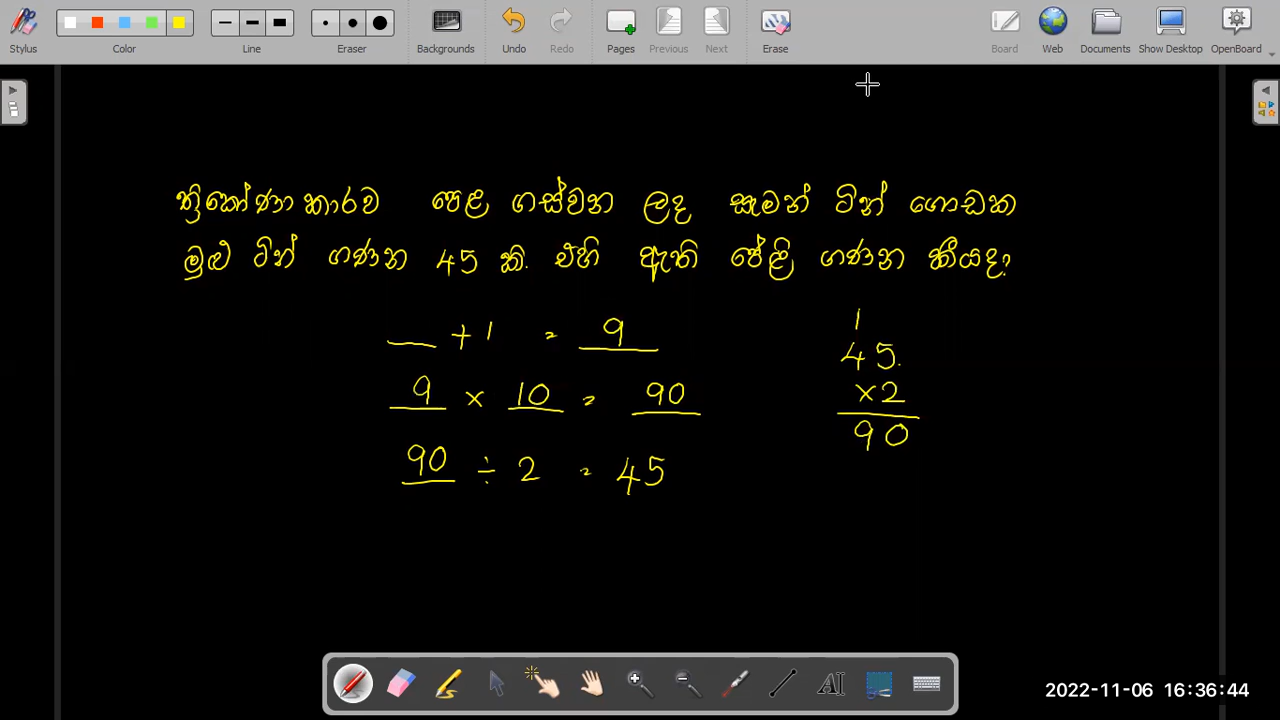 Stylus Color Line Eraser Backgrounds Undo Redo Pages Previous Next Erase Board Web Documents Show Desktop OpenBoard
ත්‍රිකෝණාකාරව පෙළ ගස්වන ලද සැමන් ටින් ගොඩක
මුළු ටින් ගණන 45 කි. එහි ඇති පේළි ගණන කීයද?
__ + 1 = 9
9 × 10 = 90
90 ÷ 2 = 45
1
45.
×2
90
2022-11-06 16:36:44